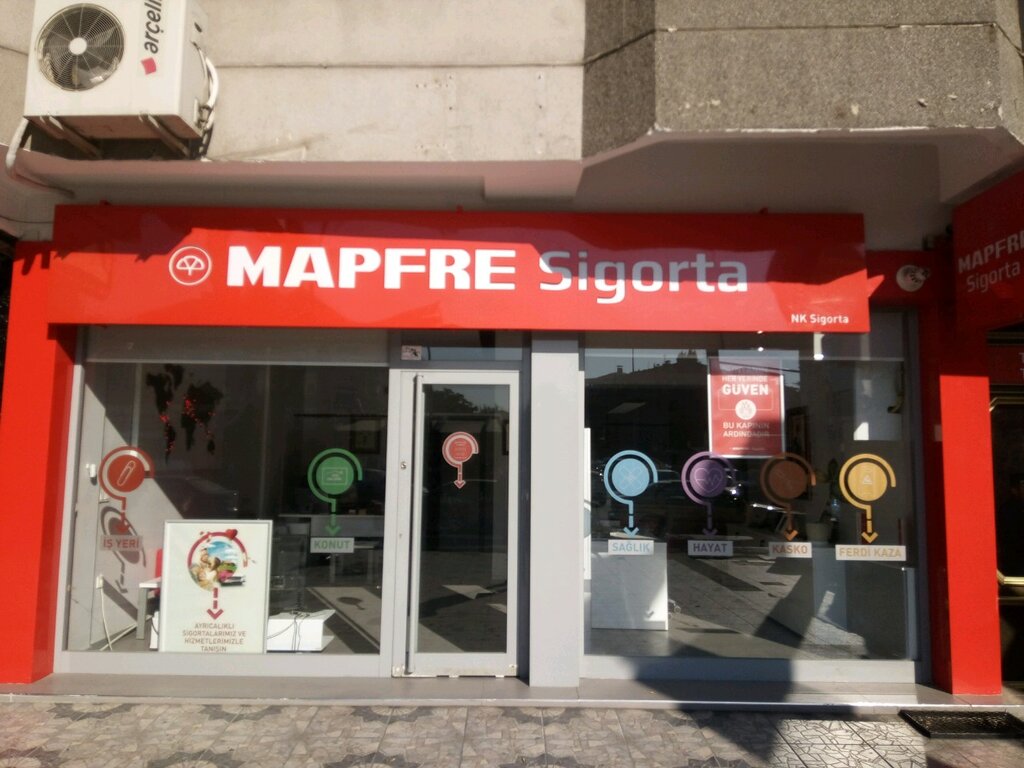 arçeli
MAPFRE Sigorta
NK Sigorta
MAPFRE
Sigorta
HER YERİNDE
GÜVEN
BU KAPININ
ARDINDADIR
İŞ YERİ
KONUT
SAĞLIK
HAYAT
KASKO
FERDİ KAZA
AYRICALIKLI
SİGORTALARIMIZ VE
HİZMETLERİMİZLE
TANIŞIN